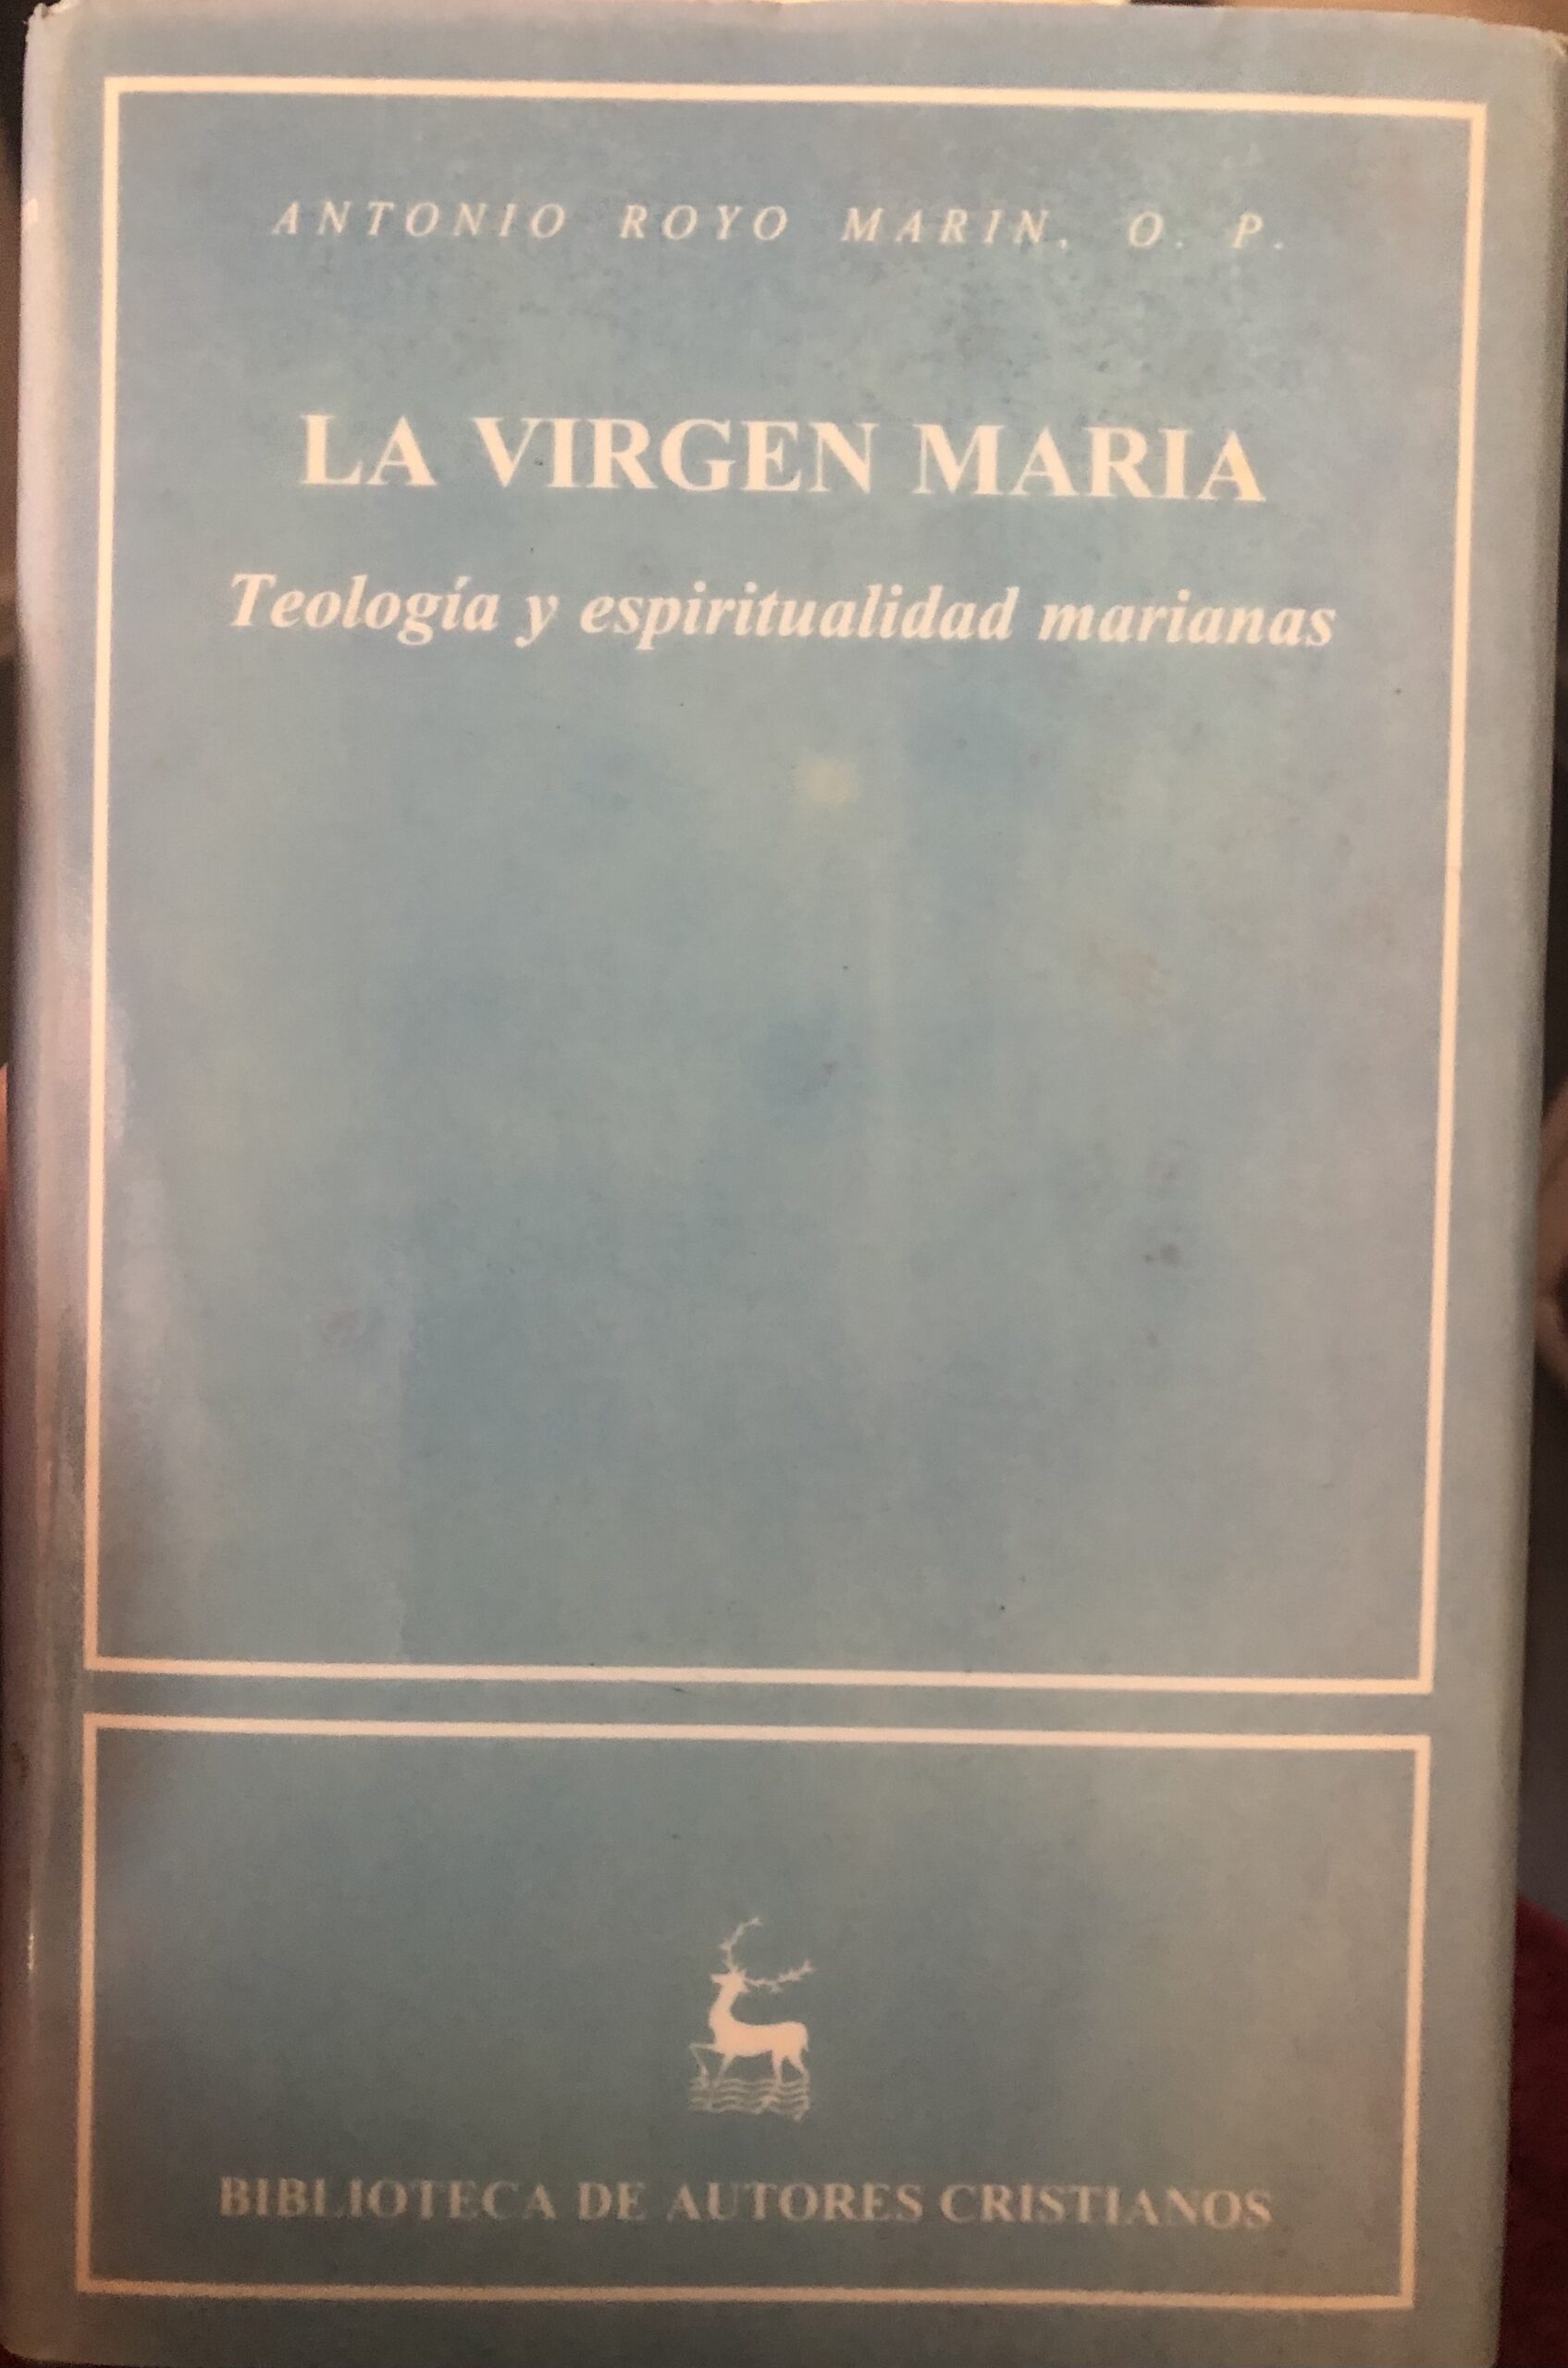 ANTONIO ROYO MARIN, O. P.
LA VIRGEN MARIA
Teología y espiritualidad marianas
BIBLIOTECA DE AUTORES CRISTIANOS